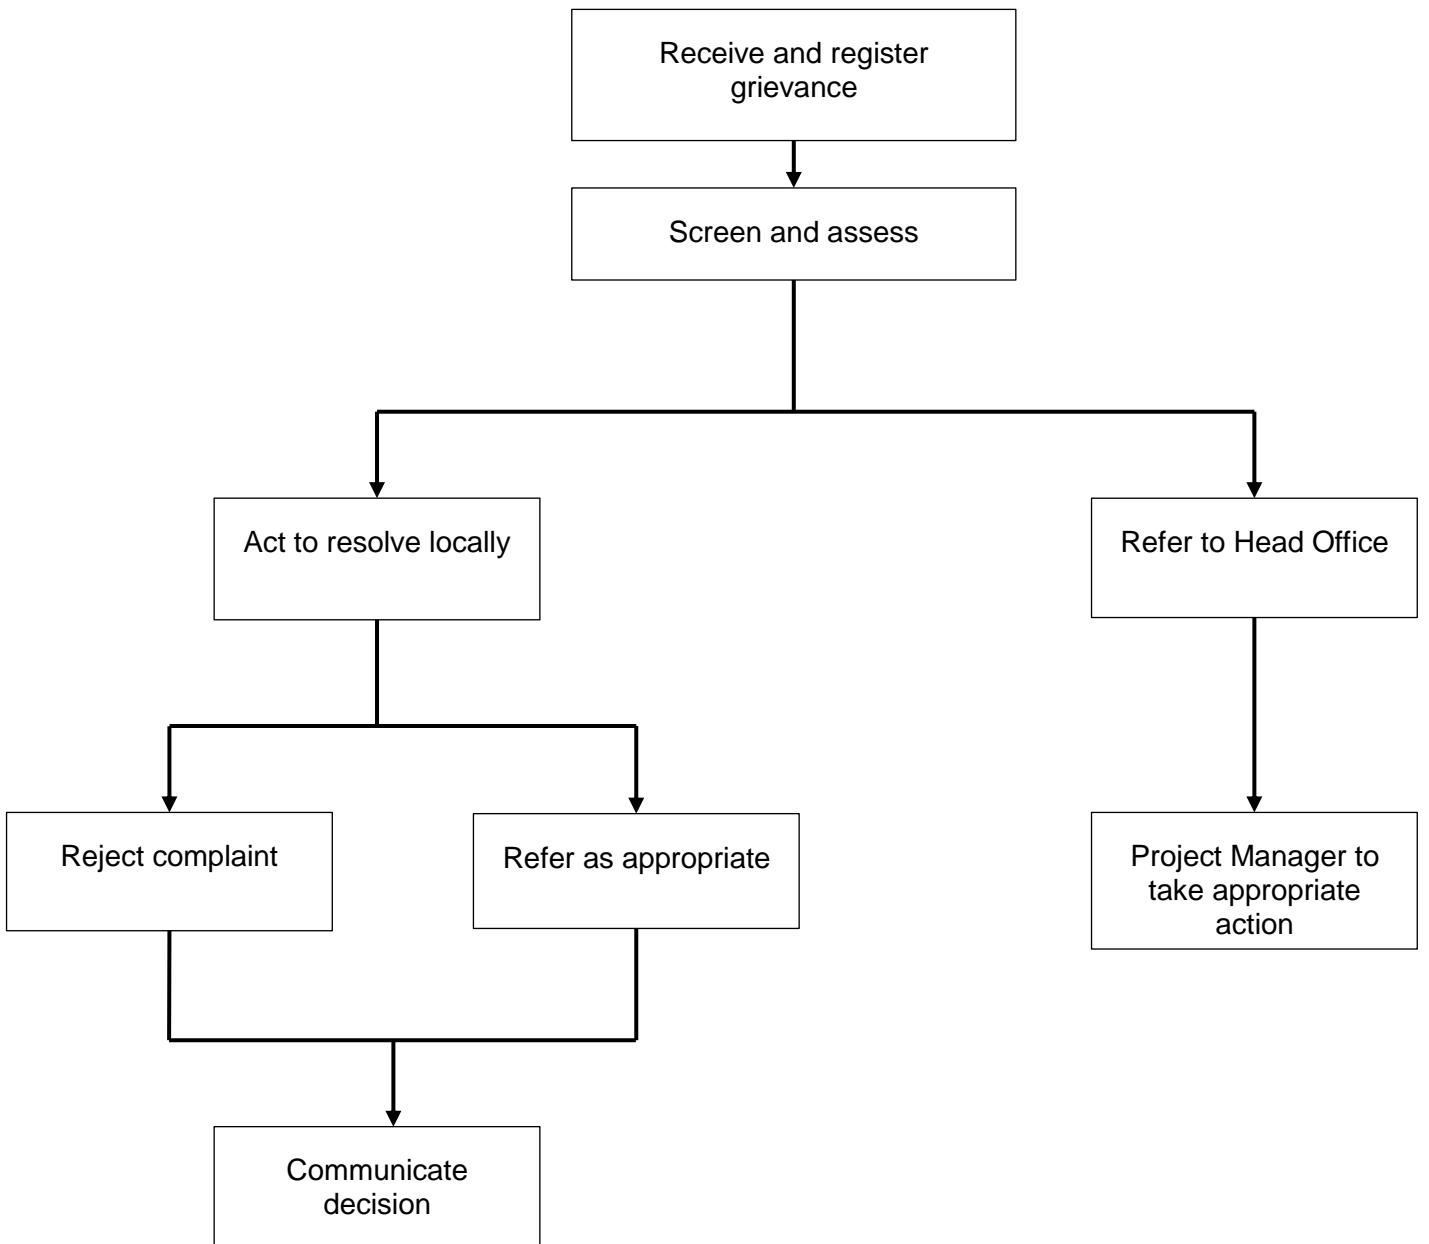 Receive and register
grievance
Screen and assess
Act to resolve locally
Refer to Head Office
Reject complaint
Refer as appropriate
Project Manager to
take appropriate
action
Communicate
decision